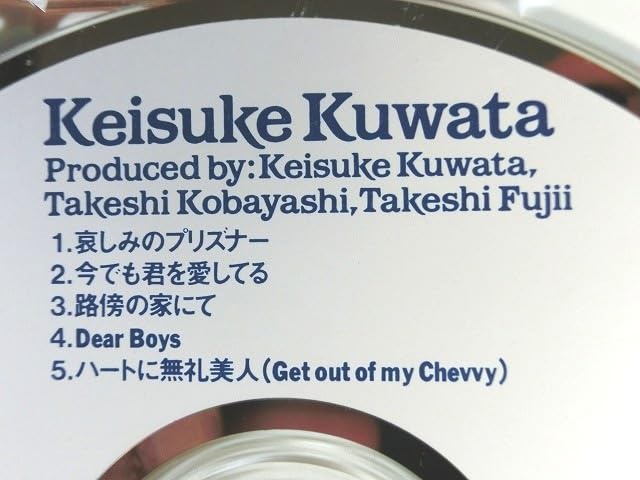 Keisuke Kuwata
Produced by:Keisuke Kuwata,
Takeshi Kobayashi,Takeshi Fujii
1.哀しみのプリズナー
2.今でも君を愛してる
3.路傍の家にて
4.Dear Boys
5.ハートに無礼美人(Get out of my Chevvy)